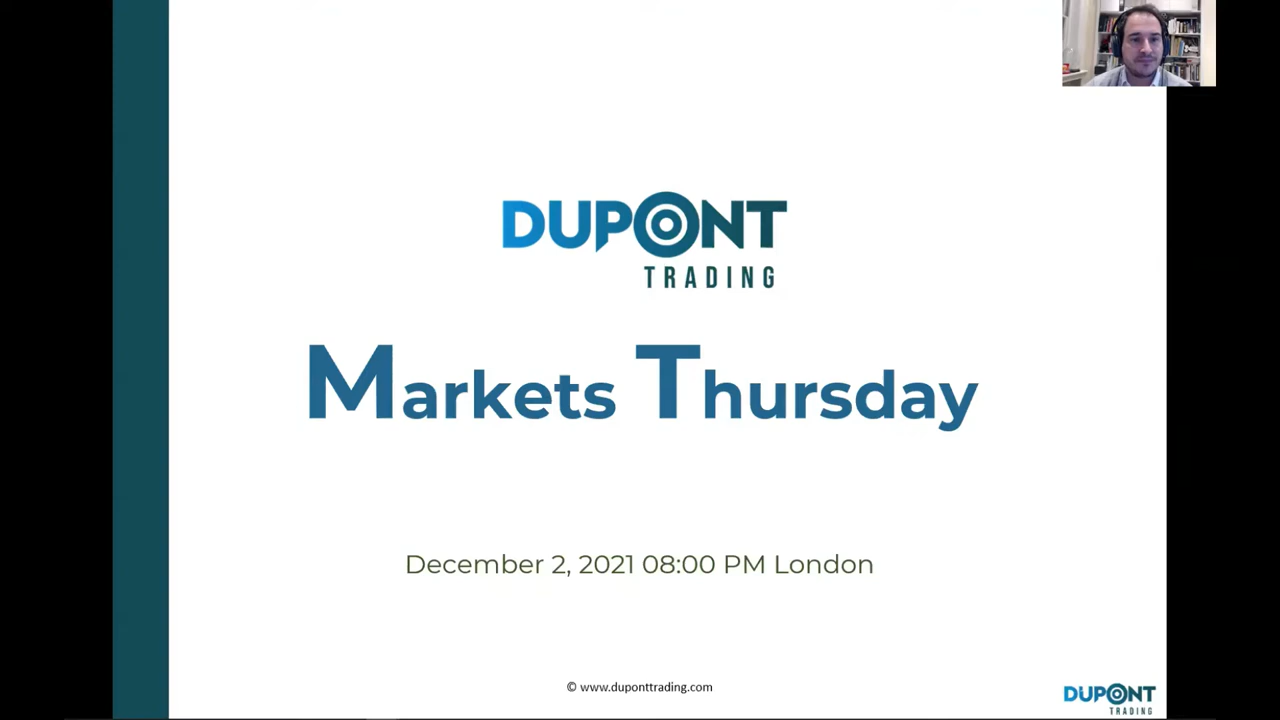 DUPONT
TRADING
Markets Thursday
December 2, 2021 08:00 PM London
© www.duponttrading.com
DUPONT
TRADING